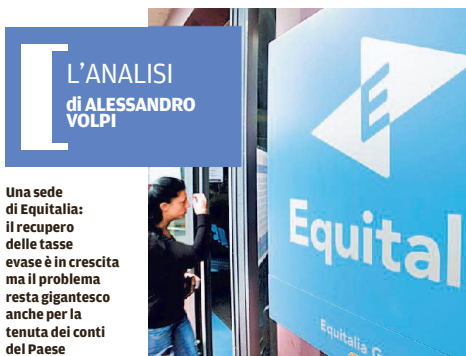 L'ANALISI
di ALESSANDRO
VOLPI
Una sede
di Equitalia:
il recupero
delle tasse
evase è in crescita
ma il problema
resta gigantesco
anche per la
tenuta dei conti
del Paese
E
Equital
Equitalia G